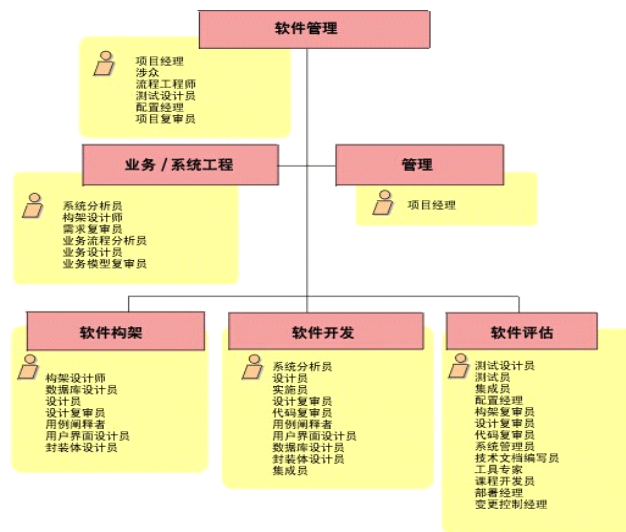 软件管理
项目经理
涉众
流程工程师
测试设计员
配置经理
项目复审员
业务 / 系统工程
系统分析员
构架设计师
需求复审员
业务流程分析员
业务设计员
业务模型复审员
管理
项目经理
软件构架
构架设计师
数据库设计员
设计员
设计复审员
用例阐释者
用户界面设计员
封装体设计员
软件开发
系统分析员
设计员
实施员
设计复审员
代码复审员
用例阐释者
用户界面设计员
数据库设计员
封装体设计员
集成员
软件评估
测试设计员
测试员
集成员
配置经理
构架复审员
设计复审员
代码复审员
系统管理员
技术文档编写员
工具专家
课程开发员
部署经理
变更控制经理